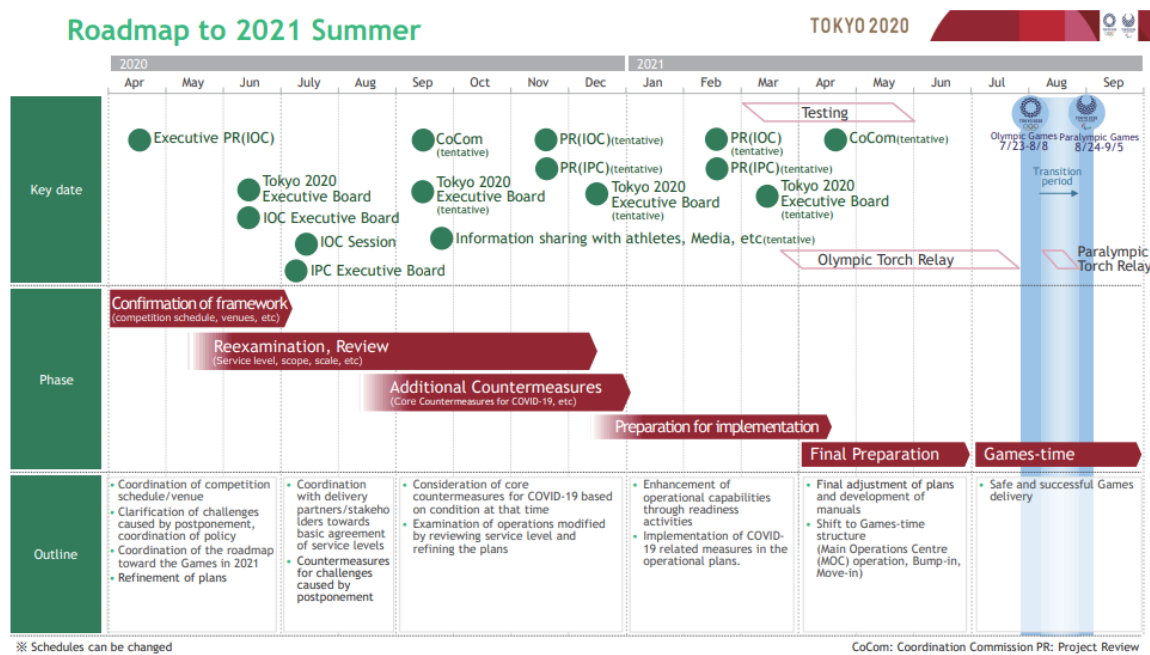 Roadmap to 2021 Summer
TOKYO 2020
2020
2021
Apr
May
Jun
July
Aug
Sep
Oct
Nov
Dec
Jan
Feb
Mar
Apr
May
Jun
Jul
Aug
Sep
Key date
Executive PR(IOC)
Tokyo 2020
Executive Board
IOC Executive Board
IOC Session
IPC Executive Board
CoCom
(tentative)
Tokyo 2020
Executive Board
(tentative)
Information sharing with athletes, Media, etc(tentative)
PR(IOC)(tentative)
PR(IPC)(tentative)
Tokyo 2020
Executive Board
(tentative)
PR(IOC)
(tentative)
PR(IPC)(tentative)
Tokyo 2020
Executive Board
(tentative)
Testing
CoCom(tentative)
Olympic Torch Relay
Olympic Games
7/23-8/8
Paralympic Games
8/24-9/5
Transition
period
Paralympic
Torch Relay
Phase
Confirmation of framework
(competition schedule, venues, etc)
Reexamination, Review
(Service level, scope, scale, etc)
Additional Countermeasures
(Core Countermeasures for COVID-19, etc)
Preparation for implementation
Final Preparation
Games-time
Outline
• Coordination of competition
schedule/venue
• Clarification of challenges
caused by postponement,
coordination of policy
• Coordination of the roadmap
toward the Games in 2021
• Refinement of plans
• Coordination
with delivery
partners/stakeho
lders towards
basic agreement
of service levels
• Countermeasures
for challenges
caused by
postponement
• Consideration of core
countermeasures for COVID-19 based
on condition at that time
• Examination of operations modified
by reviewing service level and
refining the plans
• Enhancement of
operational capabilities
through readiness
activities
• Implementation of COVID-
19 related measures in the
operational plans.
• Final adjustment of plans
and development of
manuals
• Shift to Games-time
structure
(Main Operations Centre
(MOC) operation, Bump-in,
Move-in)
• Safe and successful Games
delivery
※ Schedules can be changed
CoCom: Coordination Commission PR: Project Review